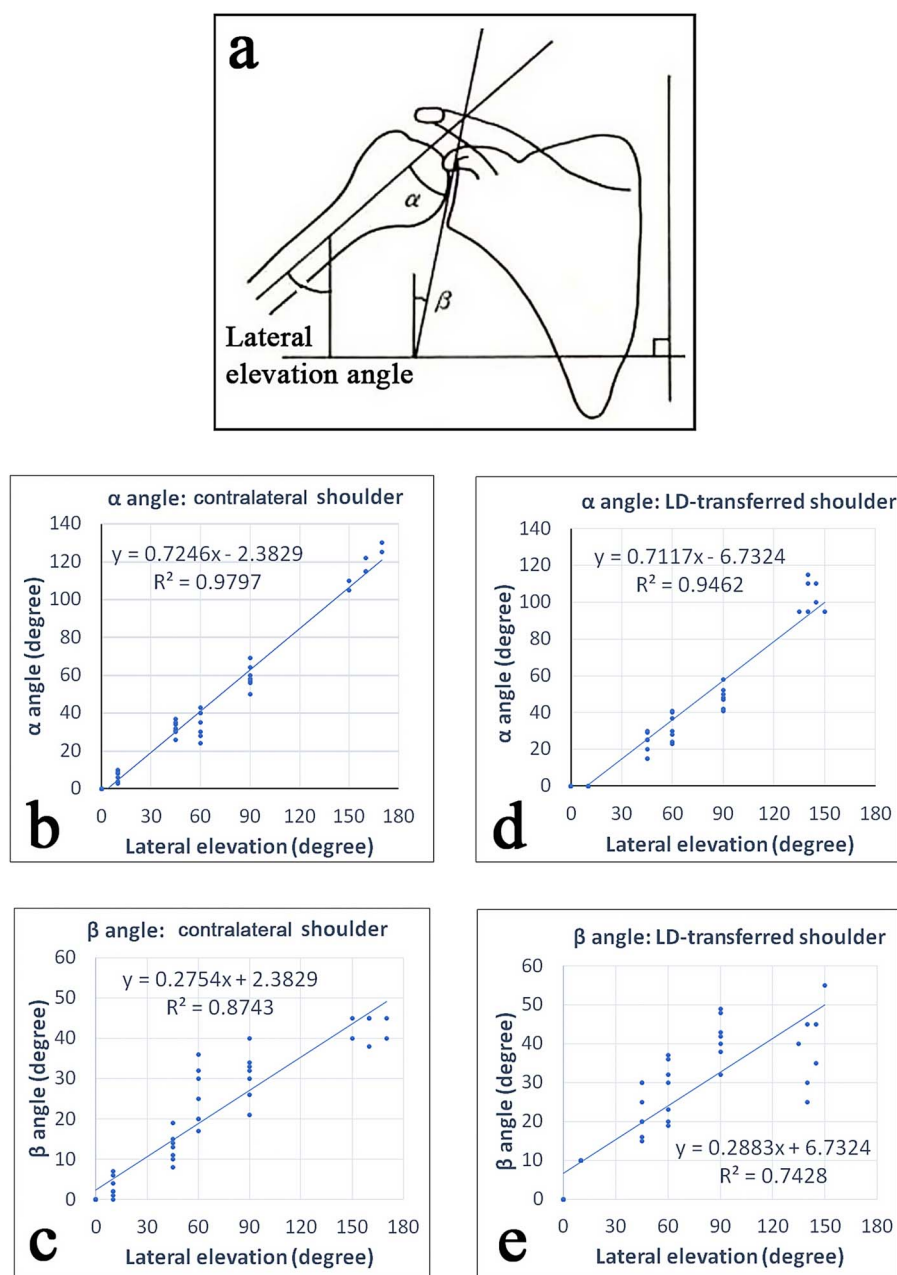 a
α
β
Lateral
elevation angle
α angle: contralateral shoulder
140
120
100
80
60
40
20
0
y = 0.7246x - 2.3829
R² = 0.9797
α angle (degree)
0 30 60 90 120 150 180
Lateral elevation (degree)
b
α angle: LD-transferred shoulder
140
120
100
80
60
40
20
0
y = 0.7117x - 6.7324
R² = 0.9462
α angle (degree)
0 30 60 90 120 150 180
Lateral elevation (degree)
d
β angle: contralateral shoulder
60
50
40
30
20
10
0
y = 0.2754x + 2.3829
R² = 0.8743
β angle (degree)
0 30 60 90 120 150 180
Lateral elevation (degree)
c
β angle: LD-transferred shoulder
60
50
40
30
20
10
0
y = 0.2883x + 6.7324
R² = 0.7428
β angle (degree)
0 30 60 90 120 150 180
Lateral elevation (degree)
e